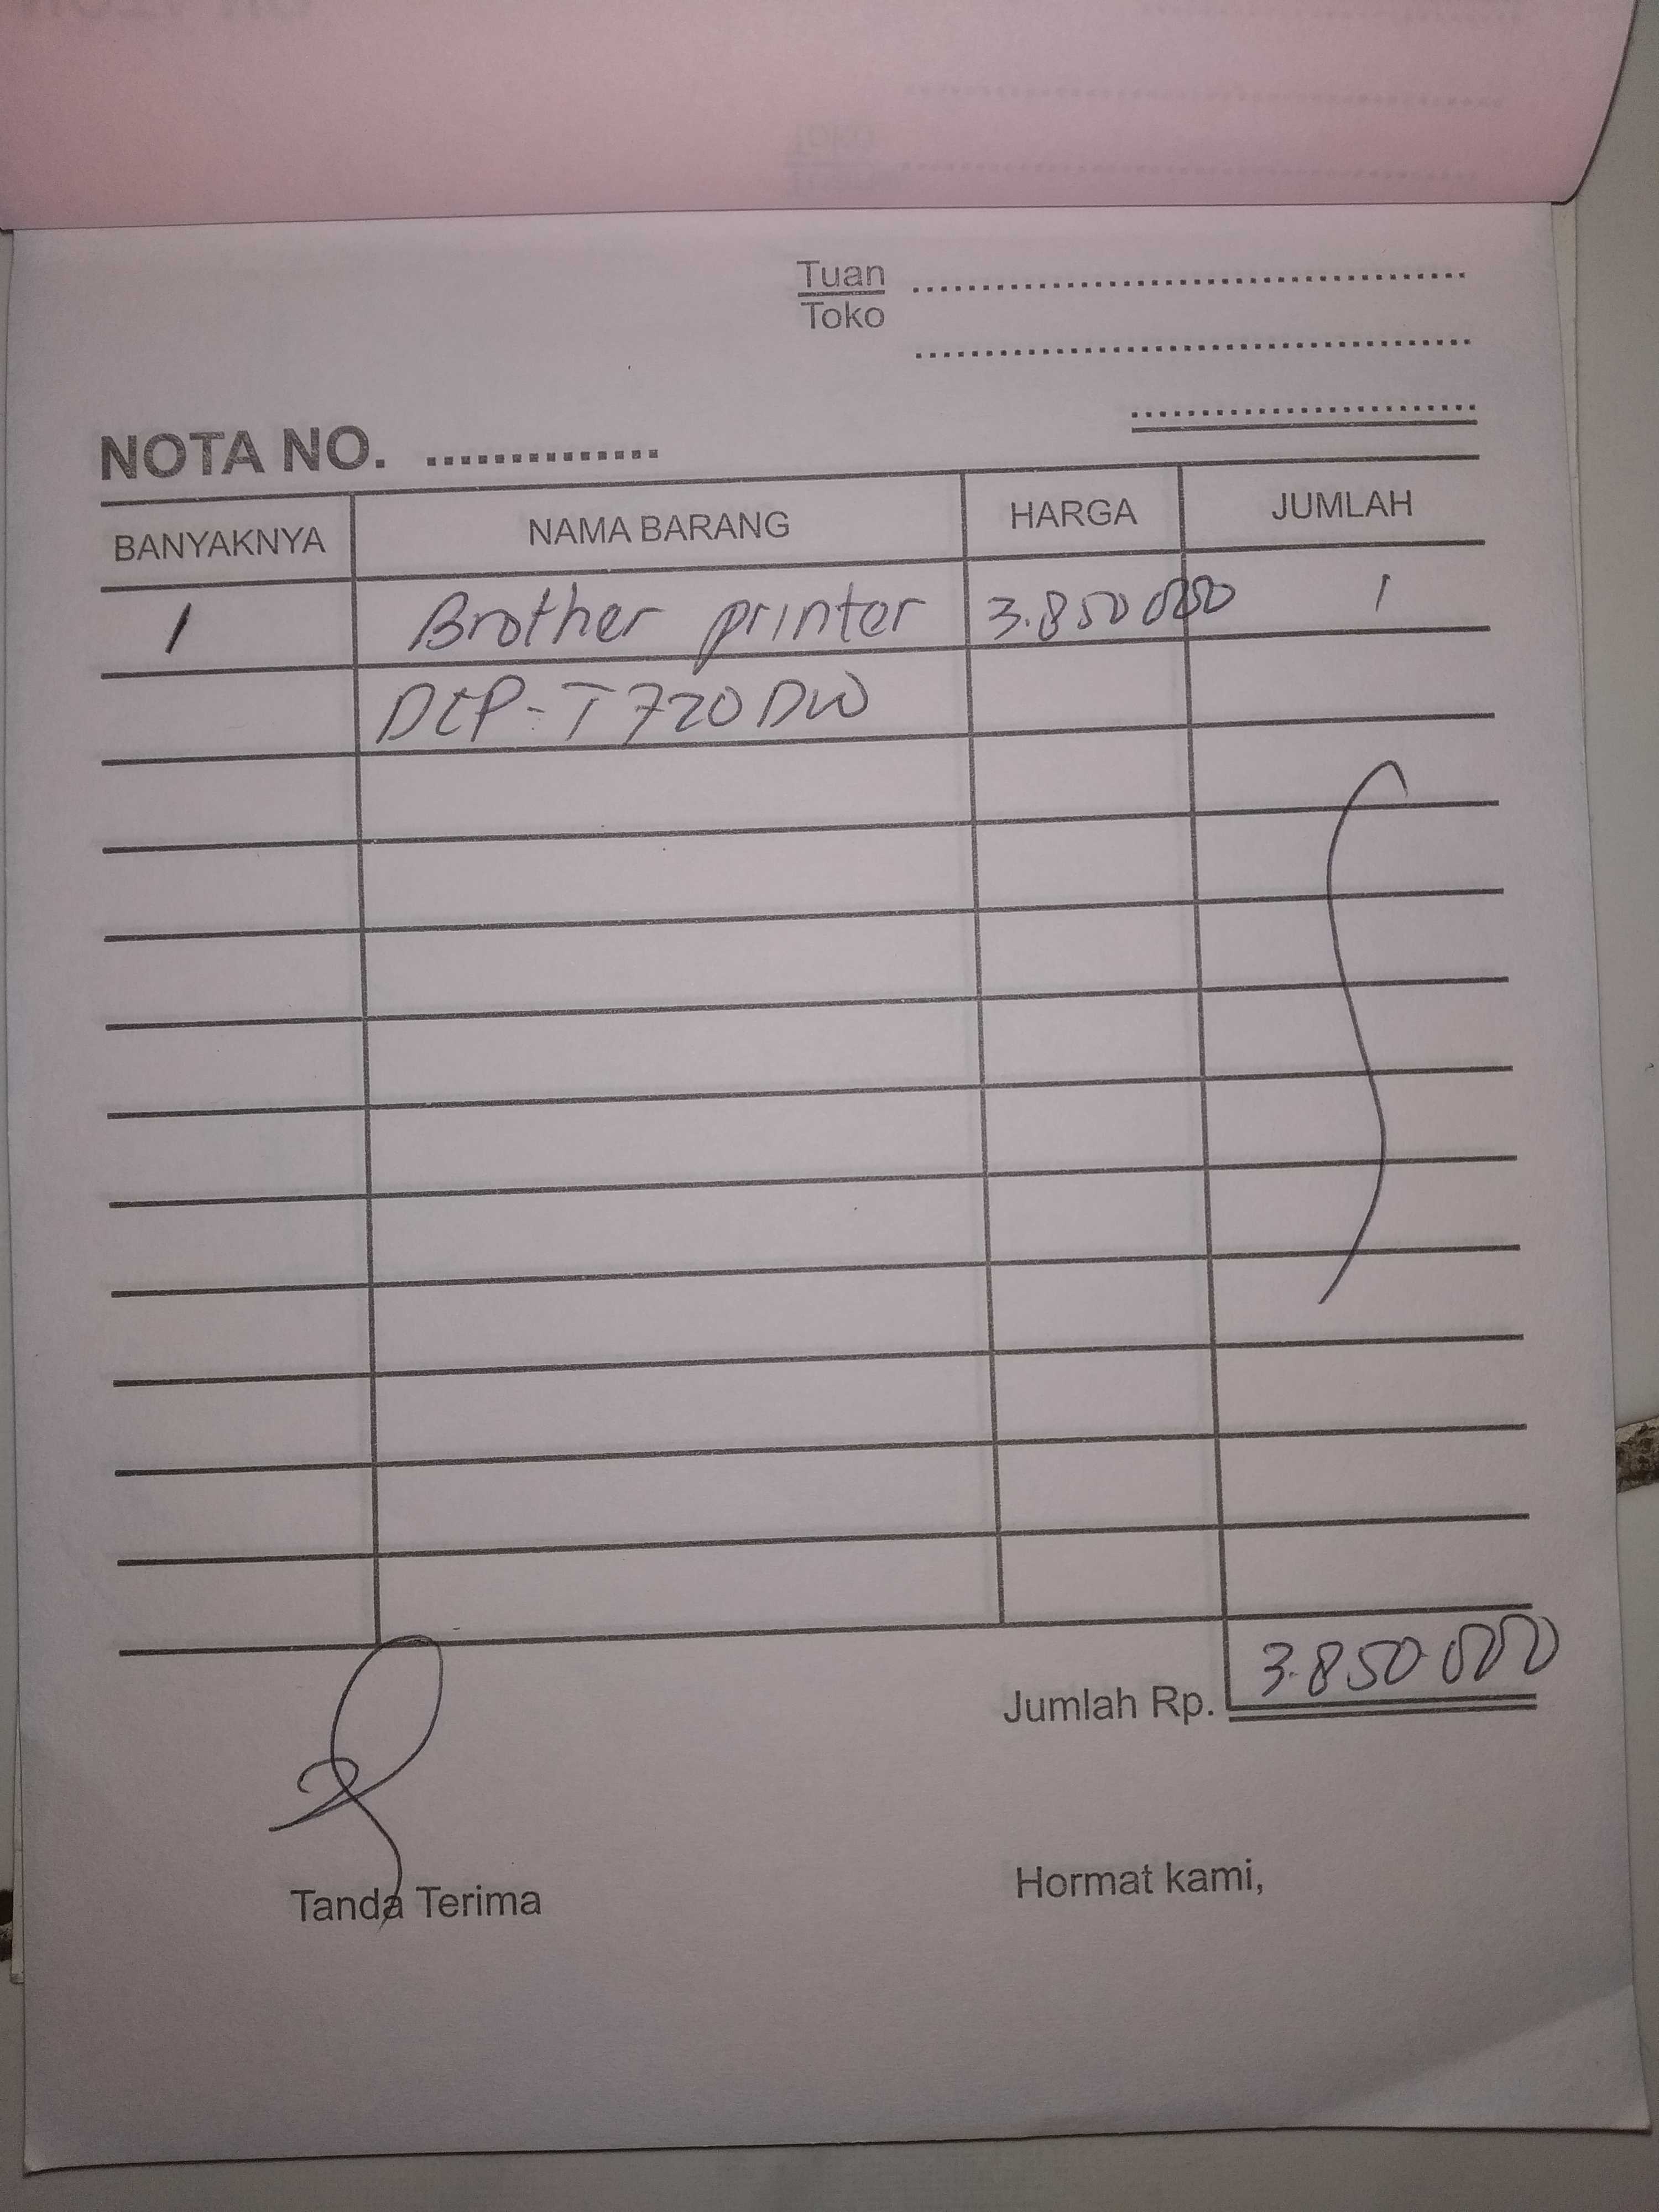 Tuan
Toko
NOTA NO. ..............
BANYAKNYA NAMA BARANG HARGA JUMLAH
1 Brother printer 3.850 000 1
DCP-T720DW
Jumlah Rp. 3.850.000
Tanda Terima Hormat kami,